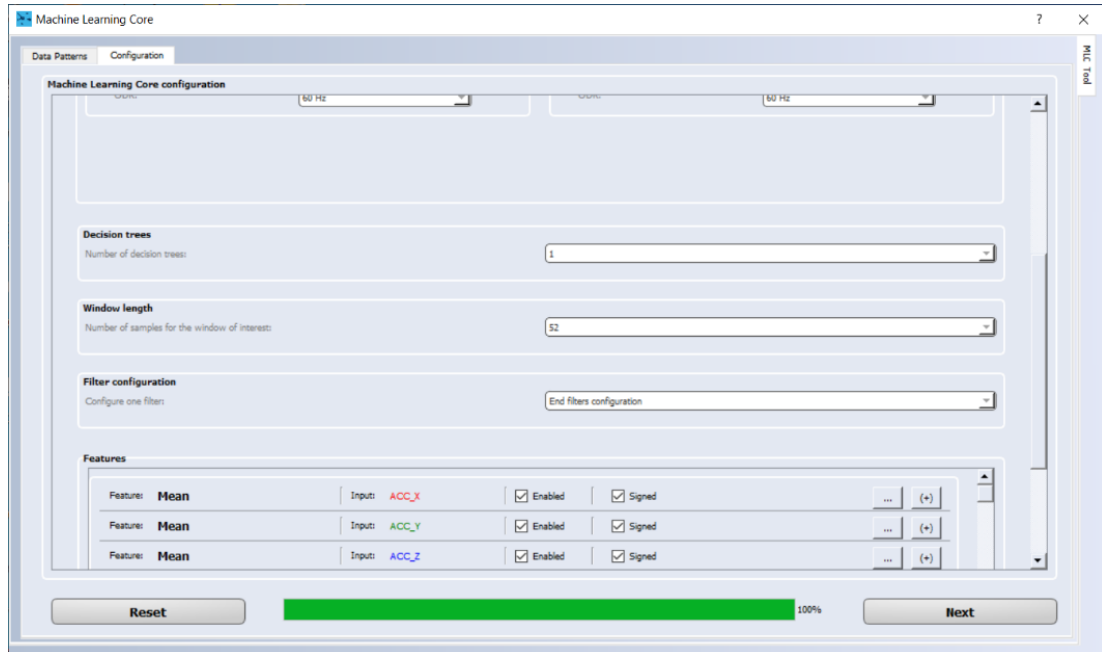 Machine Learning Core
? ×
MLC Tool
Data Patterns Configuration
Machine Learning Core configuration
60 Hz 60 Hz
Decision trees
Number of decision trees: 1
Window length
Number of samples for the window of interest: 52
Filter configuration
Configure one filter: End filters configuration
Features
Feature: Mean Input: ACC_X Enabled Signed ... (+)
Feature: Mean Input: ACC_Y Enabled Signed ... (+)
Feature: Mean Input: ACC_Z Enabled Signed ... (+)
Reset 100% Next